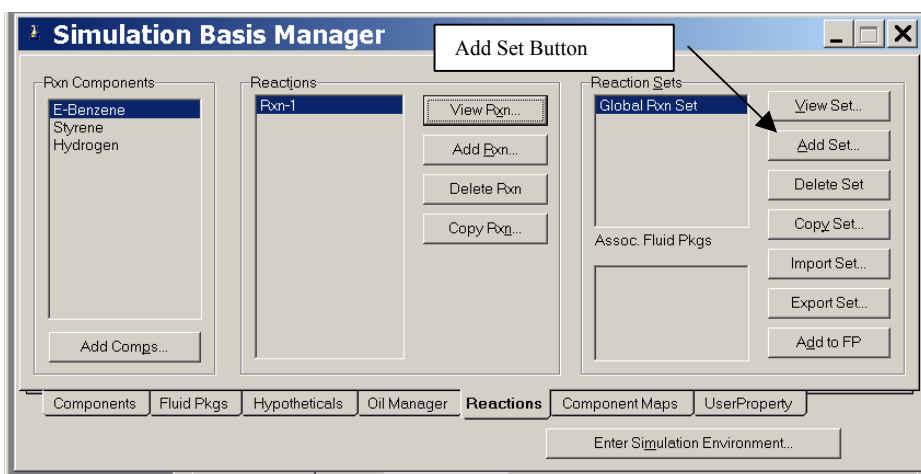 Simulation Basis Manager
Add Set Button
Rxn Components
E-Benzene
Styrene
Hydrogen
Add Comps...
Reactions
Rxn-1
View Rxn...
Add Rxn...
Delete Rxn
Copy Rxn...
Reaction Sets
Global Rxn Set
Assoc. Fluid Pkgs
View Set...
Add Set...
Delete Set
Copy Set...
Import Set...
Export Set...
Add to FP
Components Fluid Pkgs Hypotheticals Oil Manager Reactions Component Maps UserProperty
Enter Simulation Environment...